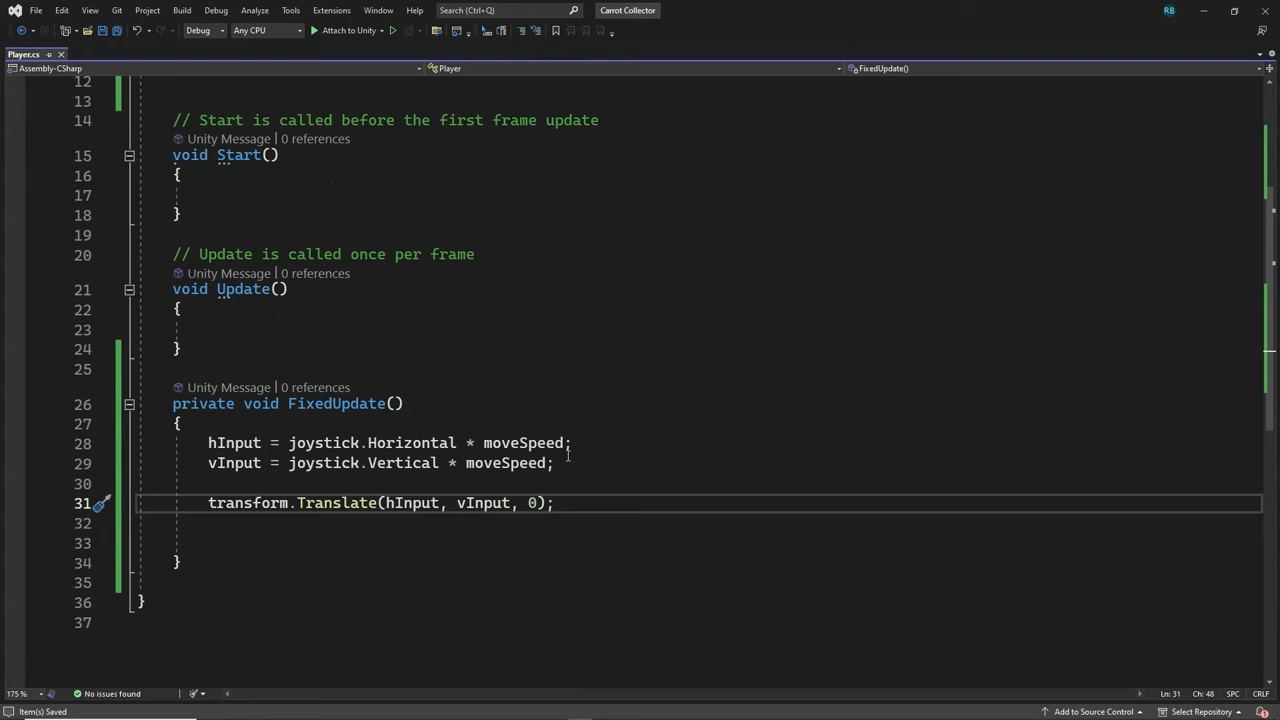 File Edit View Git Project Build Debug Analyze Tools Extensions Window Help Search (Ctrl+Q) Carrot Collector RB
Debug Any CPU Attach to Unity
Player.cs
Assembly-CSharp Player FixedUpdate()
12
13
14 // Start is called before the first frame update
Unity Message | 0 references
15 void Start()
16 {
17
18 }
19
20 // Update is called once per frame
Unity Message | 0 references
21 void Update()
22 {
23
24 }
25
Unity Message | 0 references
26 private void FixedUpdate()
27 {
28 hInput = joystick.Horizontal * moveSpeed;
29 vInput = joystick.Vertical * moveSpeed;
30
31 transform.Translate(hInput, vInput, 0);
32
33
34 }
35
36 }
37
175 % No issues found Ln: 31 Ch: 48 SPC CRLF
Item(s) Saved Add to Source Control Select Repository 1